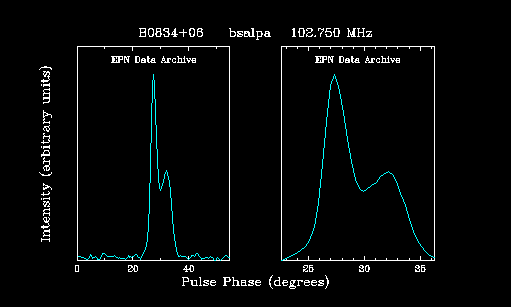 B0834+06 bsalpa 102.750 MHz
EPN Data Archive
EPN Data Archive
Intensity (arbitrary units)
0 20 40
25 30 35
Pulse Phase (degrees)